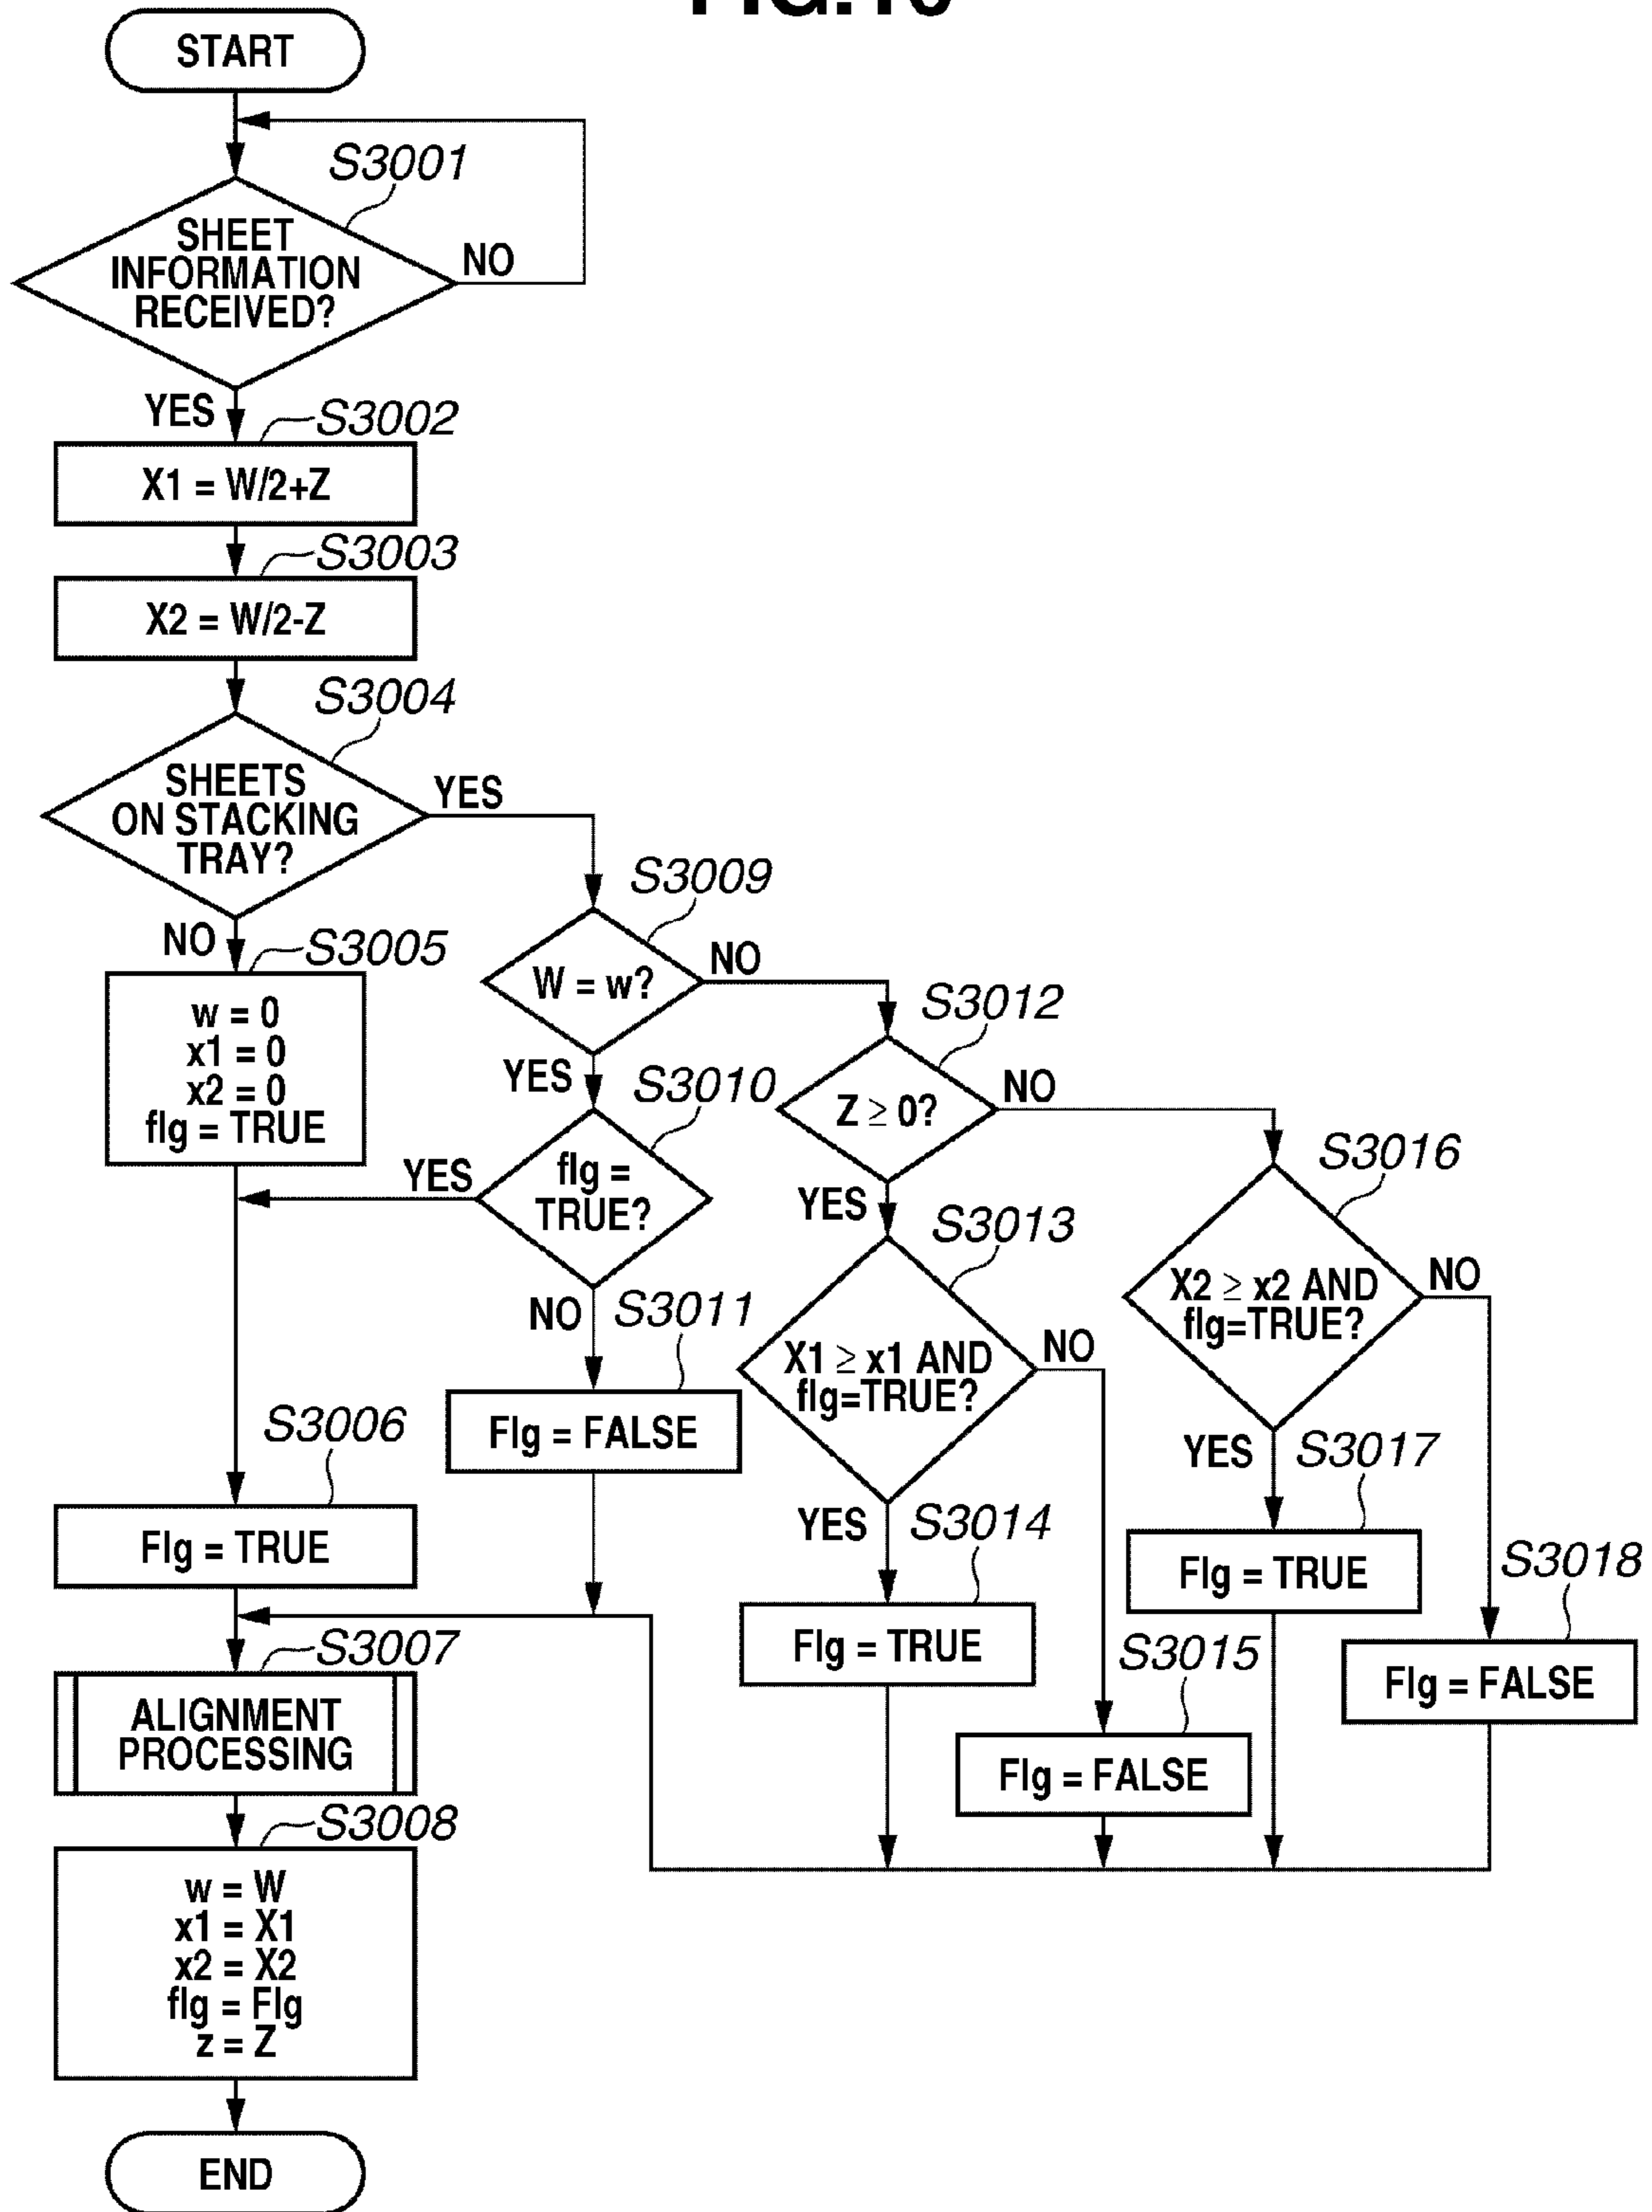 START
S3001
SHEET
INFORMATION
RECEIVED?
NO
YES
S3002
X1 = W/2+Z
S3003
X2 = W/2-Z
S3004
SHEETS
ON STACKING
TRAY?
YES
NO
S3005
w = 0
x1 = 0
x2 = 0
flg = TRUE
S3009
W = w?
NO
YES
S3010
flg =
TRUE?
YES
NO
S3011
Flg = FALSE
S3012
Z ≥ 0?
NO
YES
S3013
X1 ≥ x1 AND
flg=TRUE?
NO
YES
S3014
Flg = TRUE
S3015
Flg = FALSE
S3016
X2 ≥ x2 AND
flg=TRUE?
NO
YES
S3017
Flg = TRUE
S3018
Flg = FALSE
S3006
Flg = TRUE
S3007
ALIGNMENT
PROCESSING
S3008
w = W
x1 = X1
x2 = X2
flg = Flg
z = Z
END